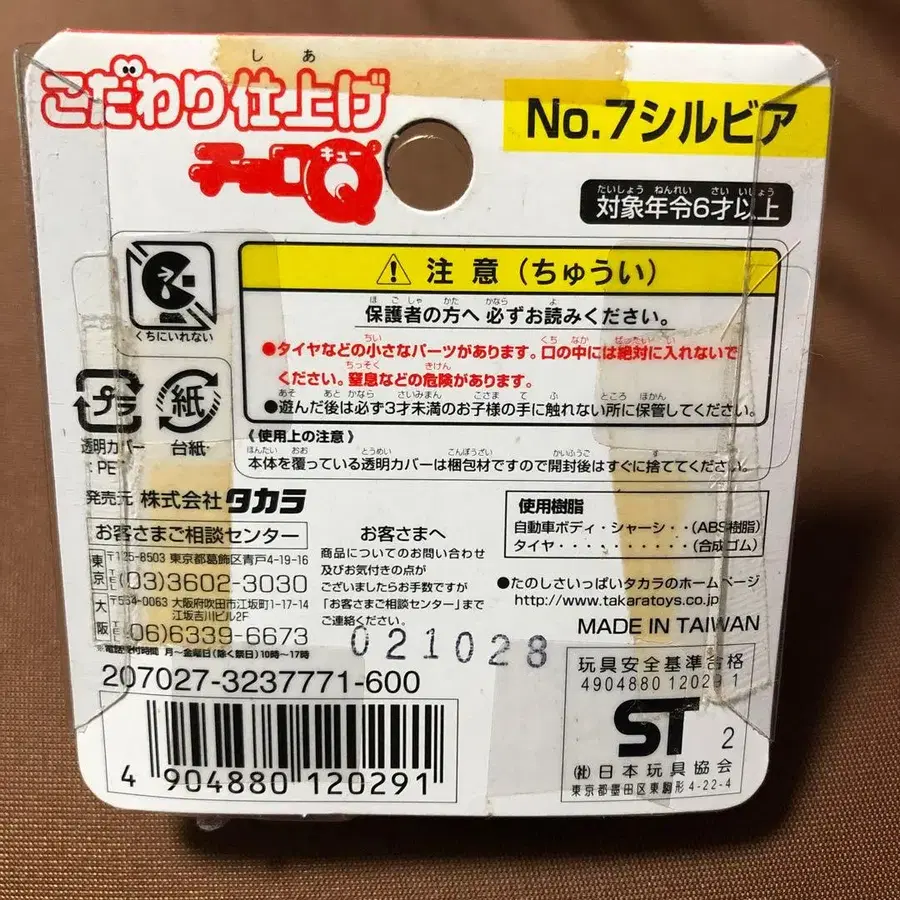 しあ
こだわり仕上げ
キュー
チョロQ
No.7シルビア
たいしょう ねんれい さい いじょう
対象年令6才以上
くちにいれない
注意（ちゅうい）
ほごしゃ かた かなら よ
保護者の方へ 必ずお読みください。
ちい くち なか ぜったい い
●タイヤなどの小さなパーツがあります。口の中には絶対に入れないで
ちっそく きけん
ください。窒息などの危険があります。
あそ あと かなら さいみまん こさま て ふ ところ ほかん
●遊んだ後は必ず3才未満のお子様の手に触れない所に保管してください。
《使用上の注意》
ほんたい おお とうめい こんぽうざい かいふうご す
本体を覆っている透明カバーは梱包材ですので開封後はすぐに捨ててください。
プラ
透明カバー
:PET
紙
台紙
発売元 株式会社タカラ
お客さまご相談センター
東京
〒125-8503 東京都葛飾区青戸4-19-16
TEL (03)3602-3030
大阪
〒564-0063 大阪府吹田市江坂町1-17-14
江坂吉川ビル2F
TEL (06)6339-6673
※電話受付時間 月〜金曜日(除く祭日)10時〜17時
お客さまへ
商品についてのお問い合わせ
及びお気付きの点が
ございましたらお手数ですが
「お客さまご相談センター」まで
ご連絡ください。
使用樹脂
自動車ボディ・シャーシ・・(ABS樹脂)
タイヤ・・・・・・・・・・・(合成ゴム)
●たのしさいっぱいタカラのホームページ
http://www.takaratoys.co.jp
MADE IN TAIWAN
021028
207027-3237771-600
4 904880 120291
玩具安全基準合格
4904880 120291
ST 2
(社)日本玩具協会
東京都墨田区東駒形4-22-4